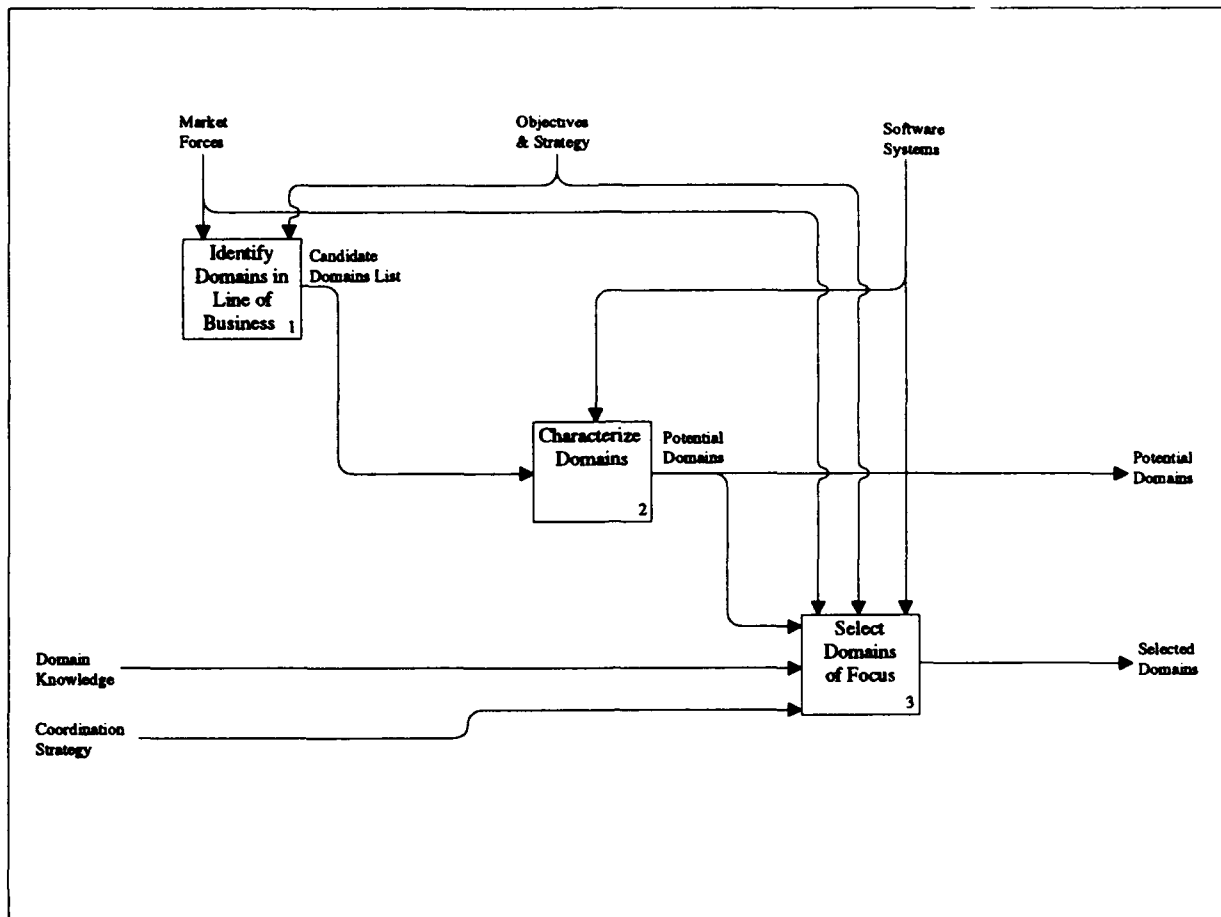 Market
Forces
Objectives
& Strategy
Software
Systems
Identify
Domains in
Line of
Business 1
Candidate
Domains List
Characterize
Domains
2
Potential
Domains
Potential
Domains
Select
Domains
of Focus
3
Domain
Knowledge
Selected
Domains
Coordination
Strategy